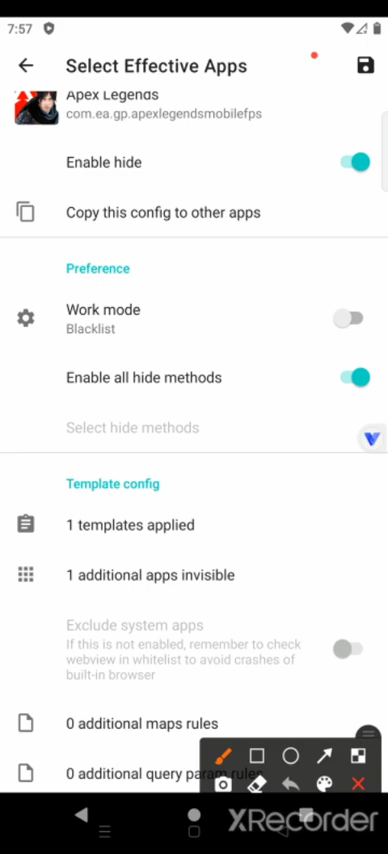 7:57
Select Effective Apps
Apex Legends
com.ea.gp.apexlegendsmobilefps
Enable hide
Copy this config to other apps
Preference
Work mode
Blacklist
Enable all hide methods
Select hide methods
Template config
1 templates applied
1 additional apps invisible
Exclude system apps
If this is not enabled, remember to check
webview in whitelist to avoid crashes of
built-in browser
0 additional maps rules
0 additional query param rules
XRecorder